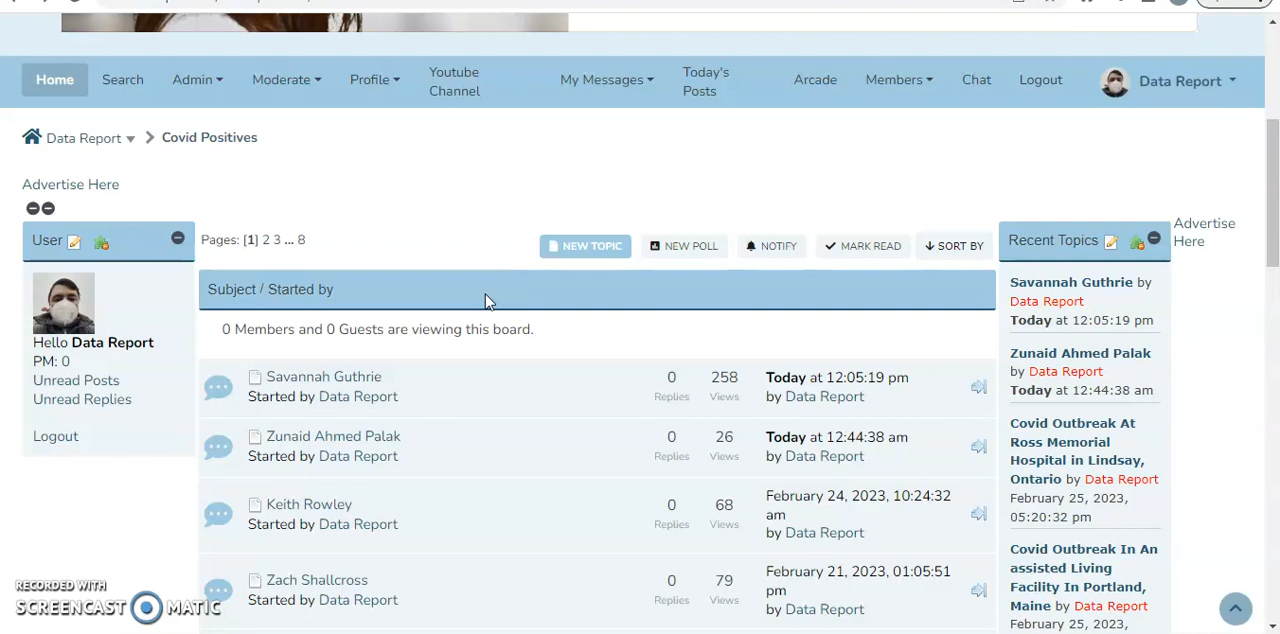 Home Search Admin Moderate Profile Youtube Channel My Messages Today's Posts Arcade Members Chat Logout Data Report
Data Report Covid Positives
Advertise Here
User
Hello Data Report
PM: 0
Unread Posts
Unread Replies
Logout
Pages: [1] 2 3 ... 8
NEW TOPIC NEW POLL NOTIFY MARK READ SORT BY
Subject / Started by
0 Members and 0 Guests are viewing this board.
Savannah Guthrie
Started by Data Report
0 Replies
258 Views
Today at 12:05:19 pm
by Data Report
Zunaid Ahmed Palak
Started by Data Report
0 Replies
26 Views
Today at 12:44:38 am
by Data Report
Keith Rowley
Started by Data Report
0 Replies
68 Views
February 24, 2023, 10:24:32
am
by Data Report
Zach Shallcross
Started by Data Report
0 Replies
79 Views
February 21, 2023, 01:05:51
pm
by Data Report
Recent Topics
Savannah Guthrie by
Data Report
Today at 12:05:19 pm
Zunaid Ahmed Palak
by Data Report
Today at 12:44:38 am
Covid Outbreak At
Ross Memorial
Hospital in Lindsay,
Ontario by Data Report
February 25, 2023,
05:20:32 pm
Covid Outbreak In An
assisted Living
Facility In Portland,
Maine by Data Report
February 25, 2023,
Advertise
Here
RECORDED WITH
SCREENCAST MATIC